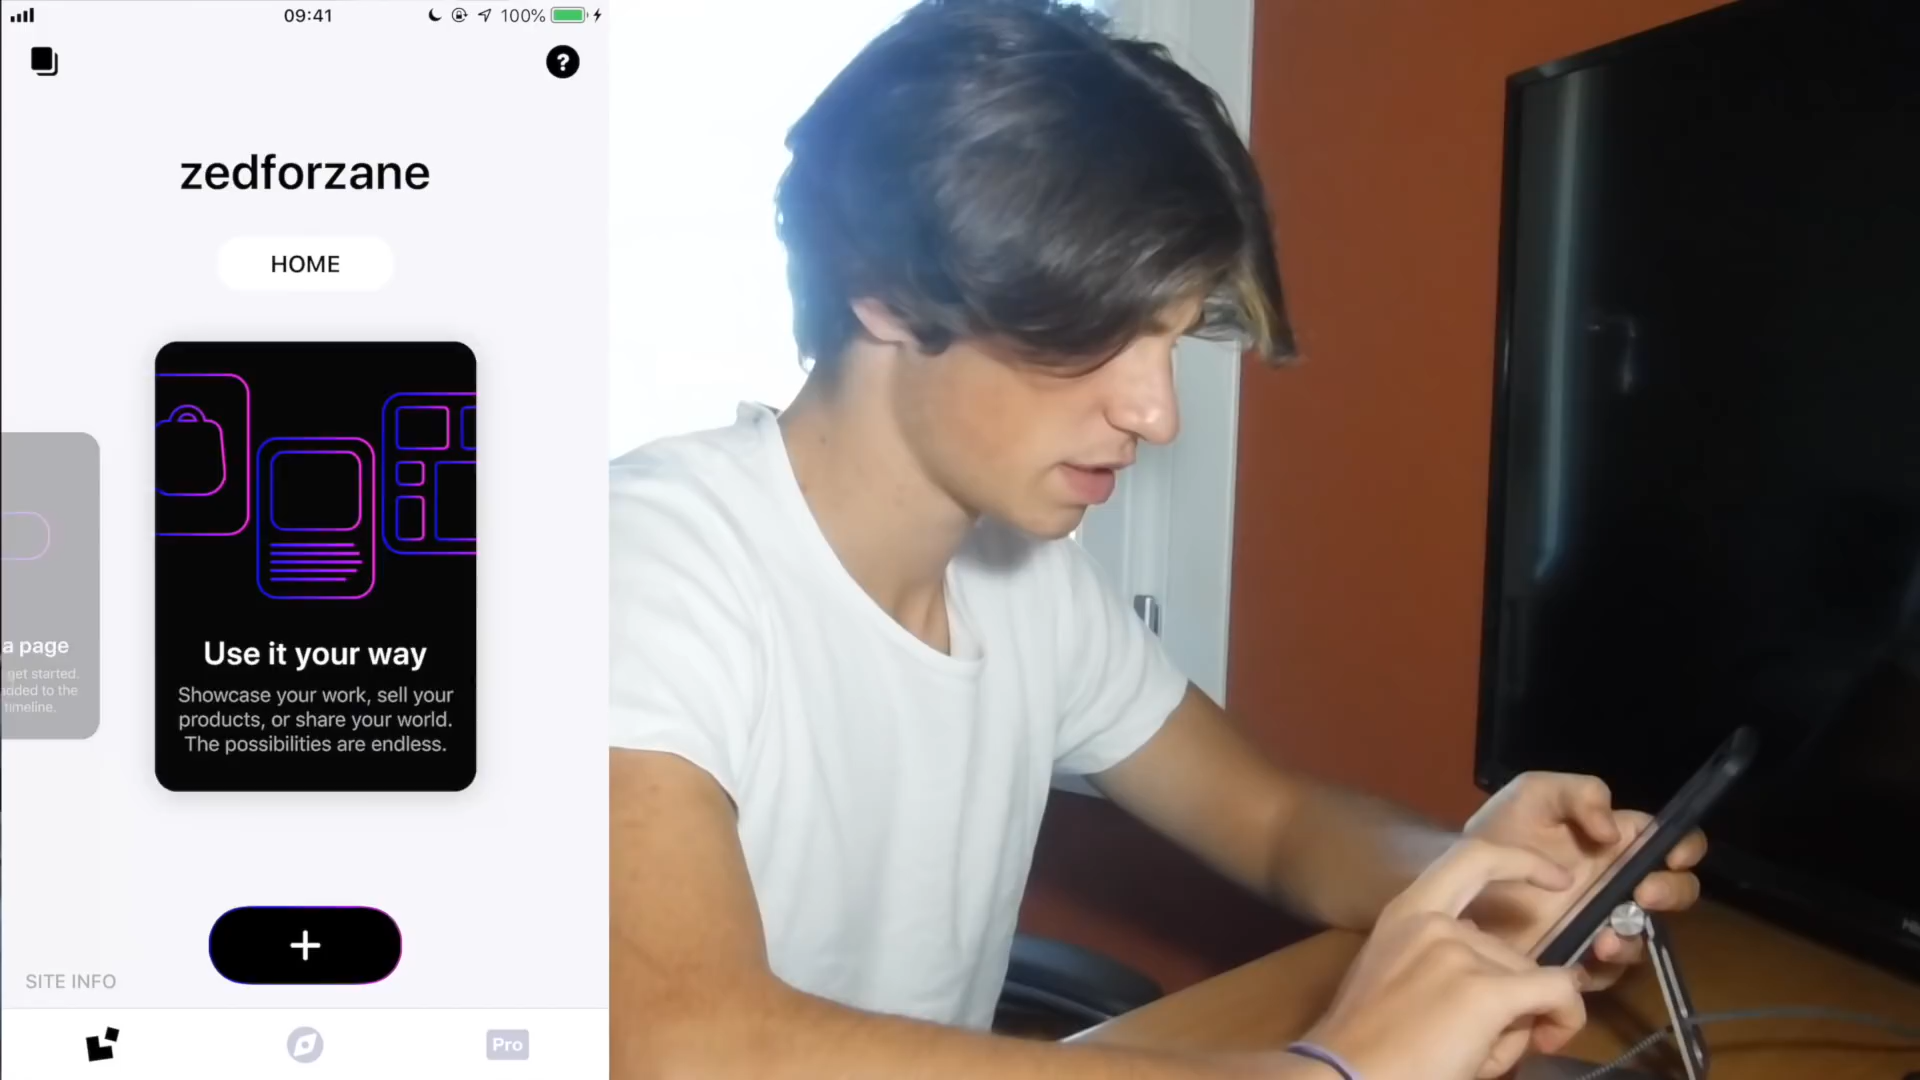 09:41
100%
?
zedforzane
HOME
Use it your way
Showcase your work, sell your
products, or share your world.
The possibilities are endless.
a page
get started.
added to the
timeline.
SITE INFO
Pro